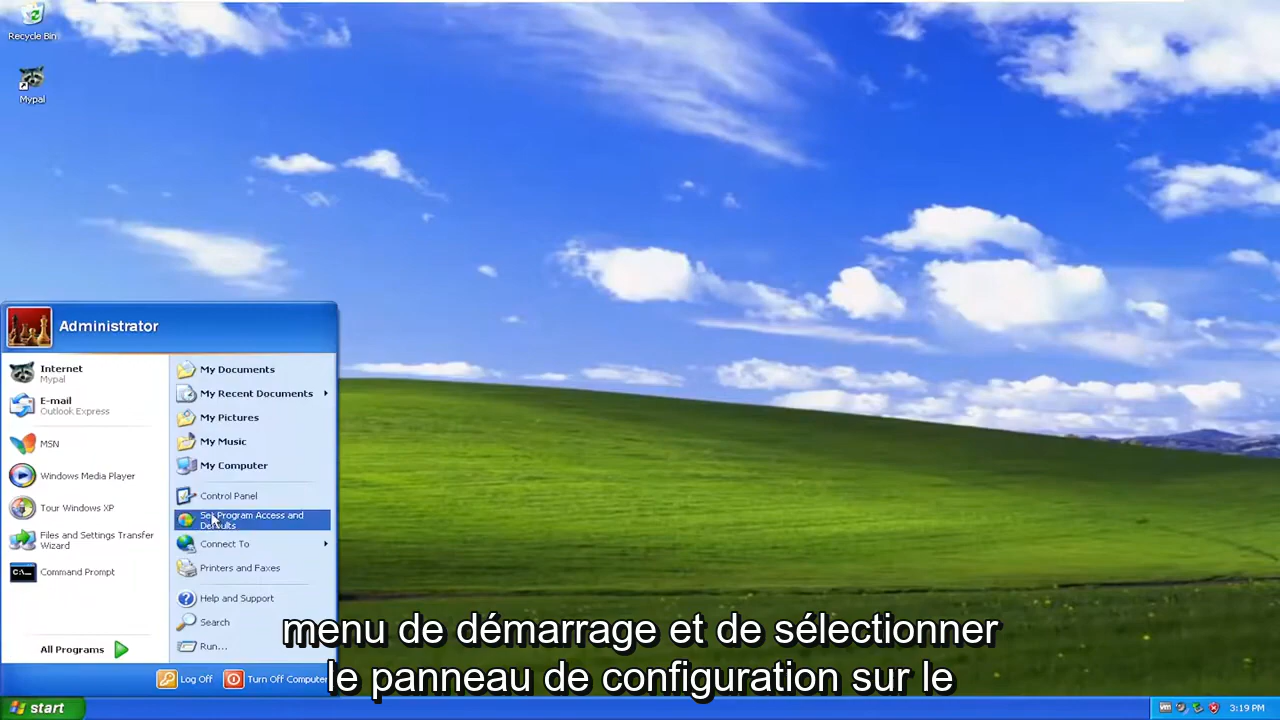 Recycle Bin
Mypal
Administrator
Internet
Mypal
E-mail
Outlook Express
MSN
Windows Media Player
Tour Windows XP
Files and Settings Transfer
Wizard
Command Prompt
All Programs
My Documents
My Recent Documents
My Pictures
My Music
My Computer
Control Panel
Set Program Access and
Defaults
Connect To
Printers and Faxes
Help and Support
Search
Run...
Log Off
Turn Off Computer
menu de démarrage et de sélectionner
le panneau de configuration sur le
start
3:19 PM